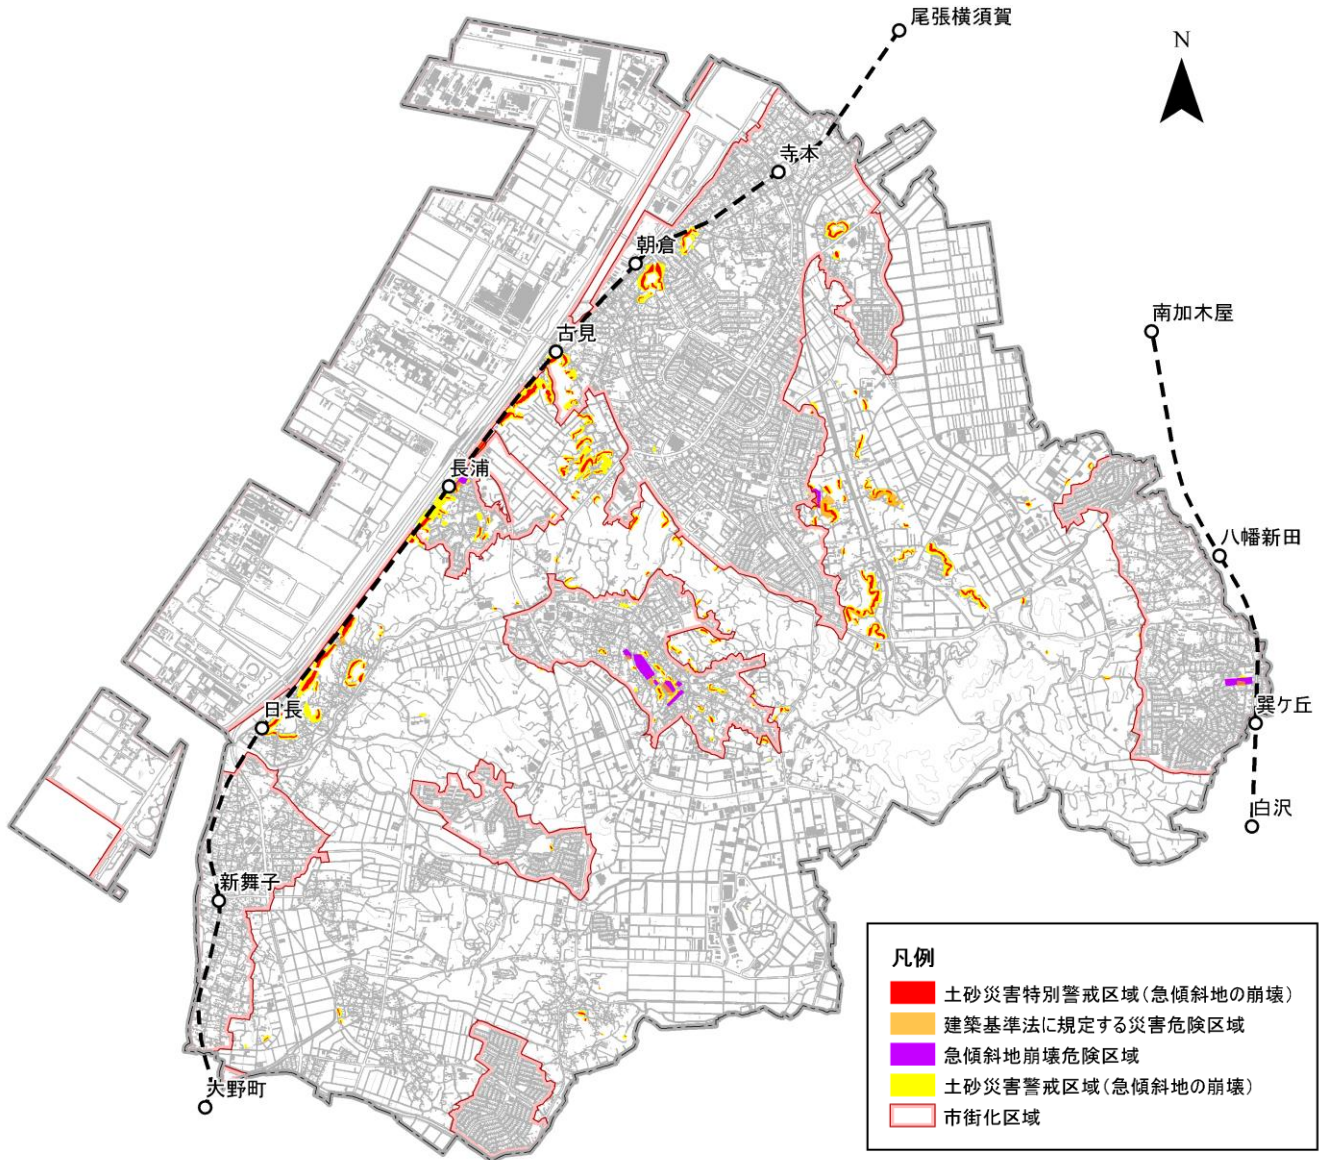 尾張横須賀
N
寺本
朝倉
南加木屋
古見
長浦
八幡新田
巽ケ丘
日長
白沢
新舞子
大野町
凡例
土砂災害特別警戒区域(急傾斜地の崩壊)
建築基準法に規定する災害危険区域
急傾斜地崩壊危険区域
土砂災害警戒区域(急傾斜地の崩壊)
市街化区域